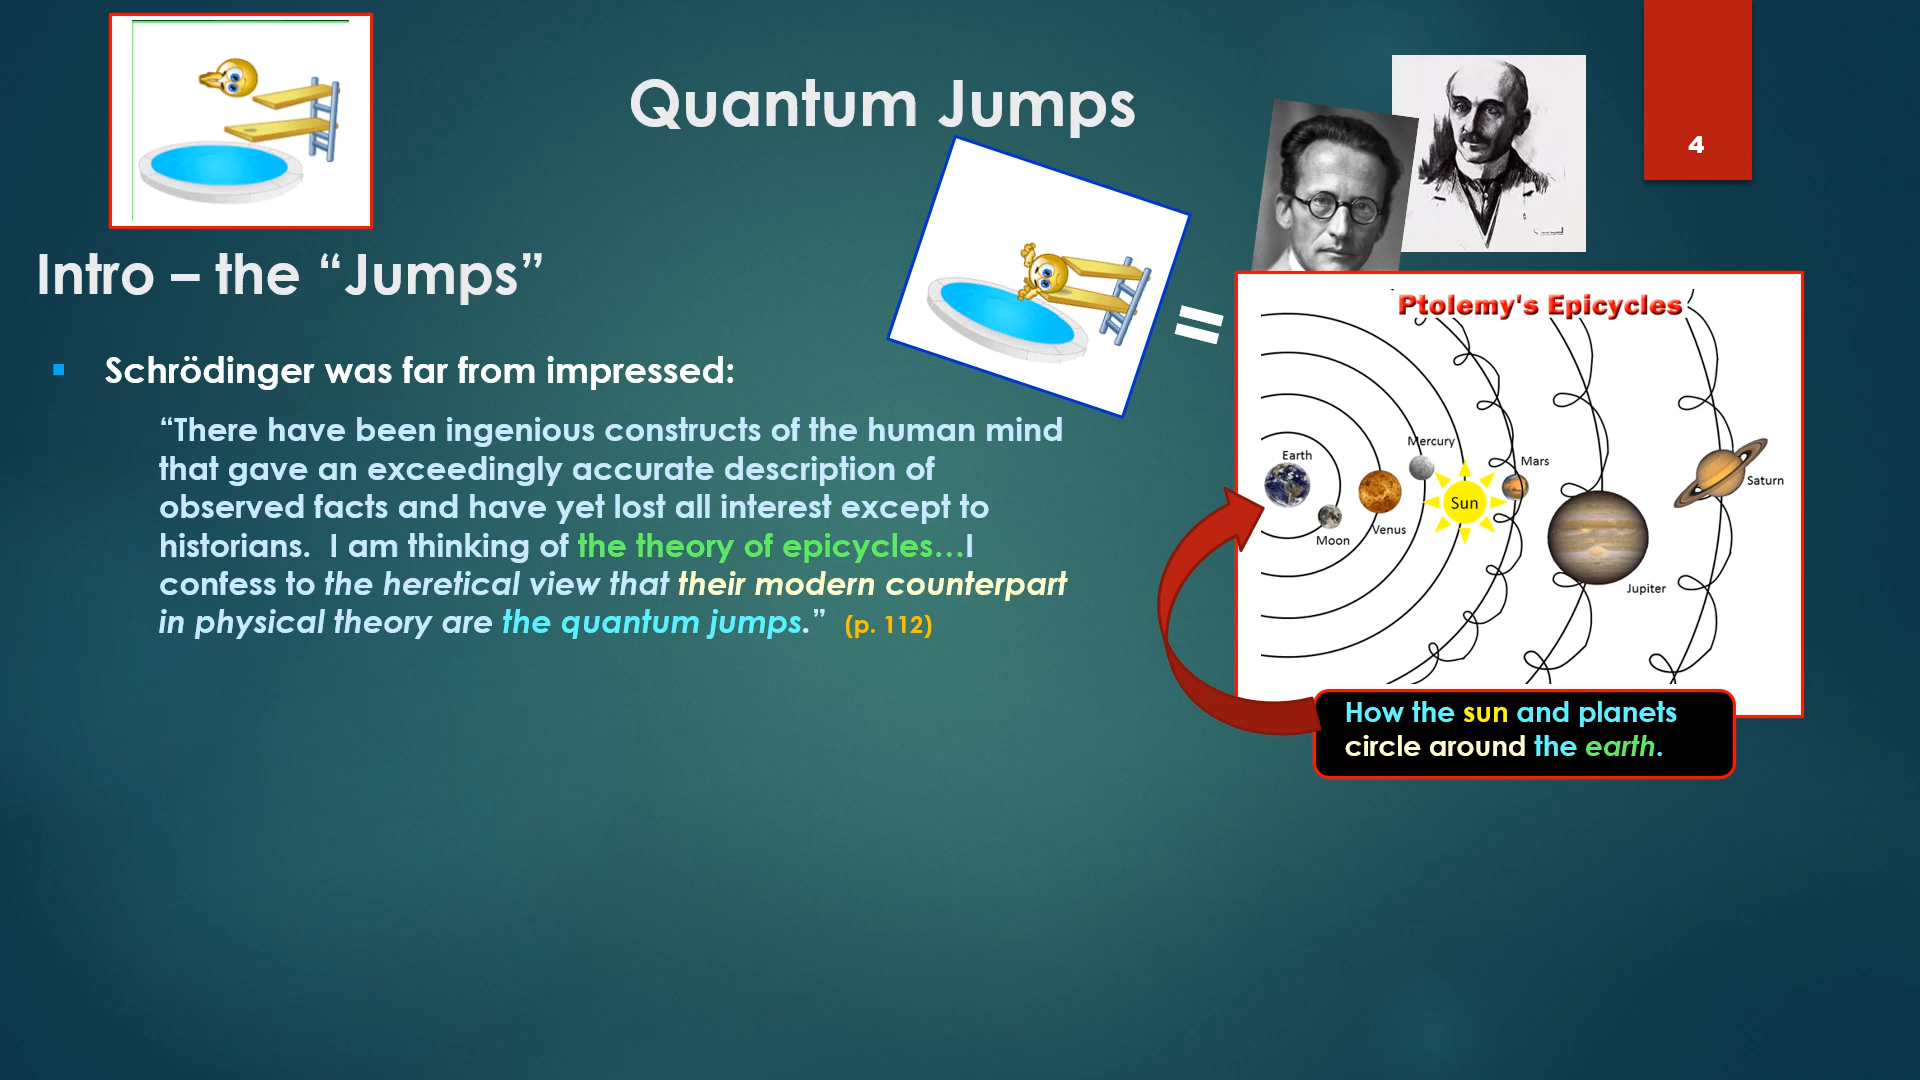 Quantum Jumps
4
Intro – the “Jumps”
=
Schrödinger was far from impressed:
“There have been ingenious constructs of the human mind
that gave an exceedingly accurate description of
observed facts and have yet lost all interest except to
historians.  I am thinking of the theory of epicycles…I
confess to the heretical view that their modern counterpart
in physical theory are the quantum jumps.”  (p. 112)
Ptolemy's Epicycles
Earth
Moon
Venus
Mercury
Sun
Mars
Jupiter
Saturn
How the sun and planets
circle around the earth.